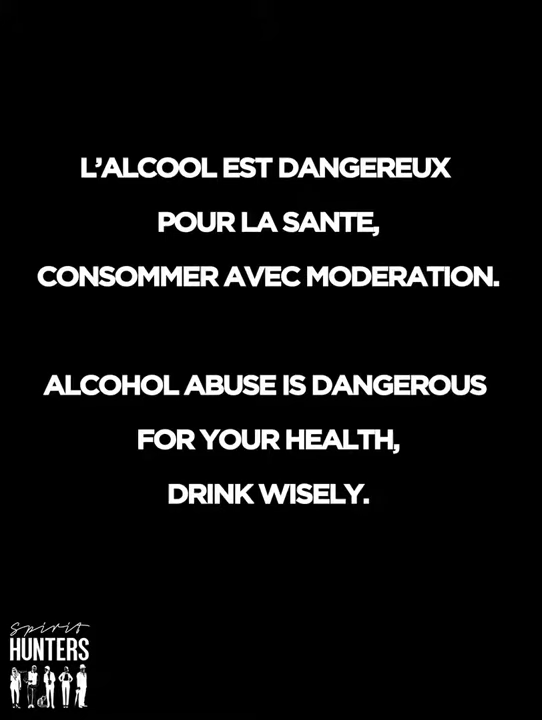 L’ALCOOL EST DANGEREUX
POUR LA SANTE,
CONSOMMER AVEC MODERATION.
ALCOHOL ABUSE IS DANGEROUS
FOR YOUR HEALTH,
DRINK WISELY.
Spirit
HUNTERS